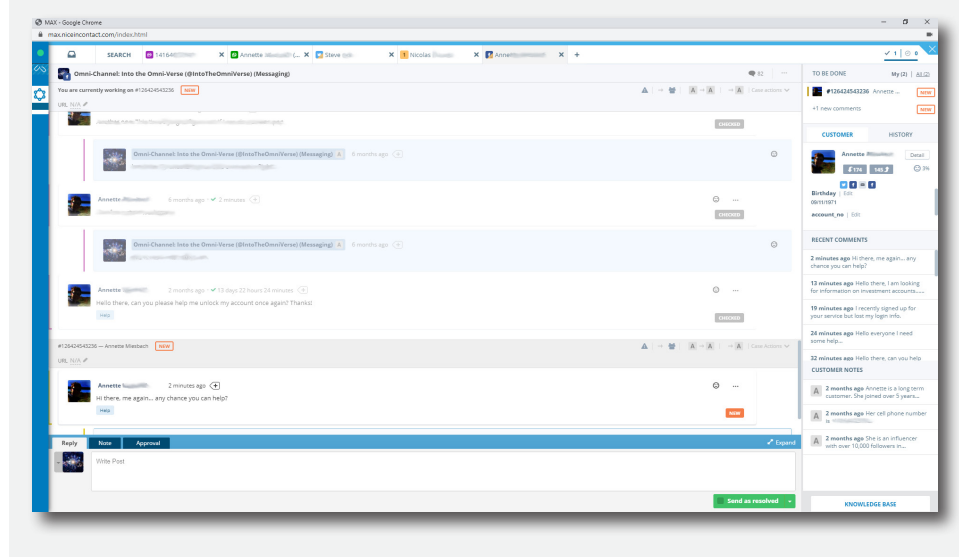 MAX - Google Chrome
max.niceincontact.com/index.html
SEARCH 14164 Annette (... Steve Nicolas Anne +
✓ 1 0
Omni-Channel: Into the Omni-Verse (@IntoTheOmniVerse) (Messaging) 82 ...
You are currently working on #126424543236 NEW A → A → A Case actions
URL N/A
CHECKED
Omni-Channel: Into the Omni-Verse (@IntoTheOmniVerse) (Messaging) A 6 months ago
Annette 6 months ago · ✓ 2 minutes ...
CHECKED
Omni-Channel: Into the Omni-Verse (@IntoTheOmniVerse) (Messaging) A 6 months ago
Annette 2 months ago · ✓ 13 days 22 hours 24 minutes ...
Hello there, can you please help me unlock my account once again? Thanks!
Help
CHECKED
#126424545236 — Annette Miesbach NEW A → A → A Case actions
URL N/A
Annette 2 minutes ago ...
Hi there, me again... any chance you can help?
Help
NEW
Reply Note Approval Expand
Write Post
Send as resolved
TO BE DONE My (2) All (2)
#126424543236 Annette ... NEW
+1 new comments NEW
CUSTOMER HISTORY
Annette Detail
174 145 3%
Birthday | Edit
09/11/1971
account_no | Edit
RECENT COMMENTS
2 minutes ago Hi there, me again... any
chance you can help?
13 minutes ago Hello there, I am looking
for information on investment accounts......
19 minutes ago I recently signed up for
your service but lost my login info.
24 minutes ago Hello everyone I need
some help...
32 minutes ago Hello there, can you help
CUSTOMER NOTES
A 2 months ago Annette is a long term
customer. She joined over 5 years...
A 2 months ago Her cell phone number
is
A 2 months ago She is an influencer
with over 10,000 followers in...
KNOWLEDGE BASE